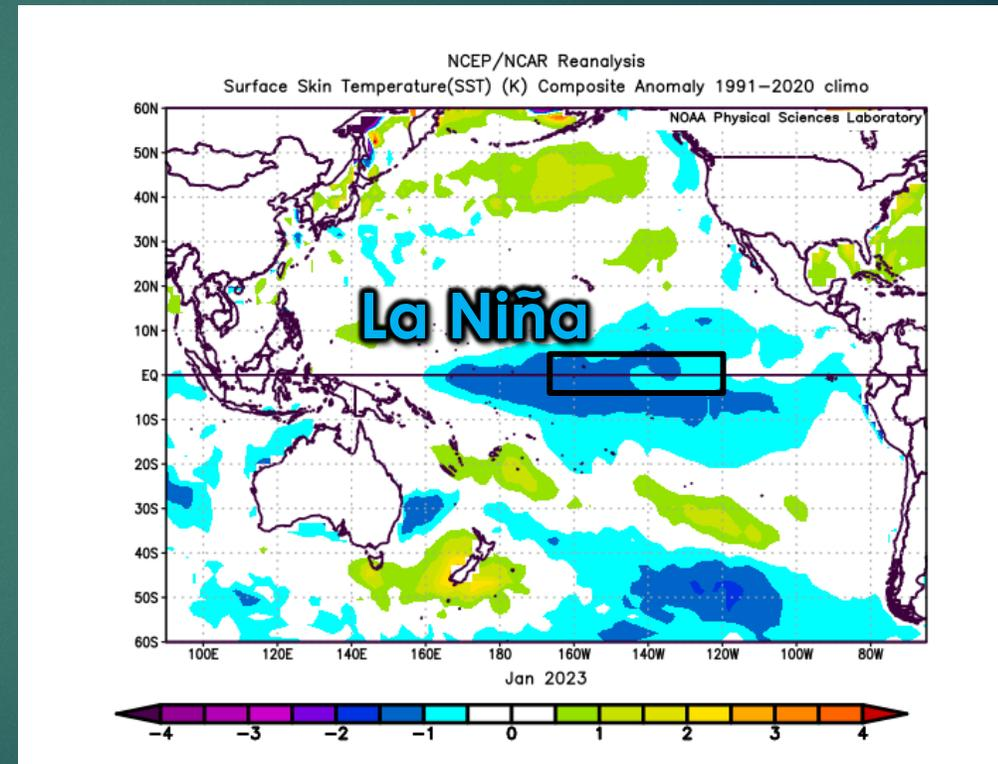 NCEP/NCAR Reanalysis
Surface Skin Temperature(SST) (K) Composite Anomaly 1991-2020 climo
NOAA Physical Sciences Laboratory
60N
50N
40N
30N
20N
La Niña
10N
EQ
10S
20S
30S
40S
50S
60S
100E 120E 140E 160E 180 160W 140W 120W 100W 80W
Jan 2023
-4 -3 -2 -1 0 1 2 3 4